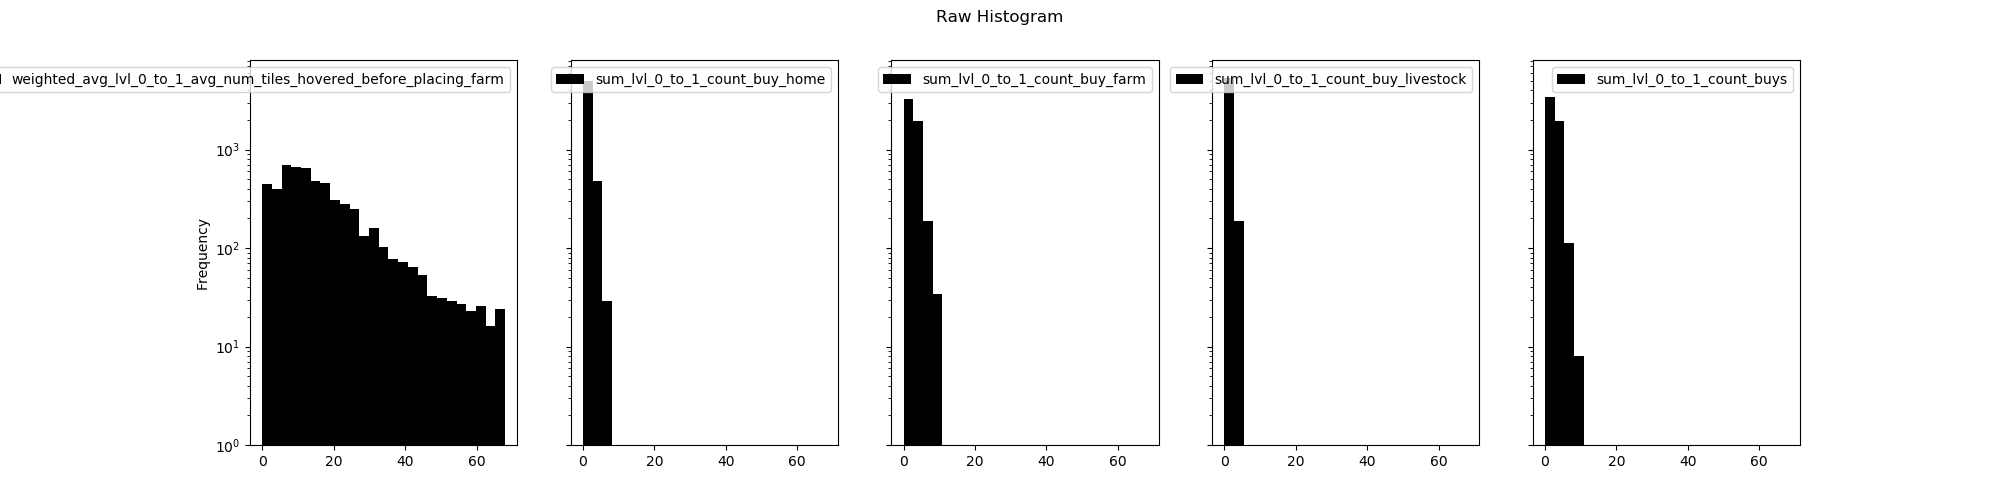 Raw Histogram
weighted_avg_lvl_0_to_1_avg_num_tiles_hovered_before_placing_farm
sum_lvl_0_to_1_count_buy_home
sum_lvl_0_to_1_count_buy_farm
sum_lvl_0_to_1_count_buy_livestock
sum_lvl_0_to_1_count_buys
Frequency
10³
10²
10¹
10⁰
0 20 40 60
0 20 40 60
0 20 40 60
0 20 40 60
0 20 40 60